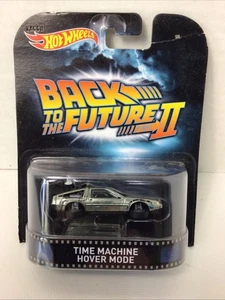 Hot Wheels
BACK
TO THE
FUTURE II
TIME MACHINE
HOVER MODE